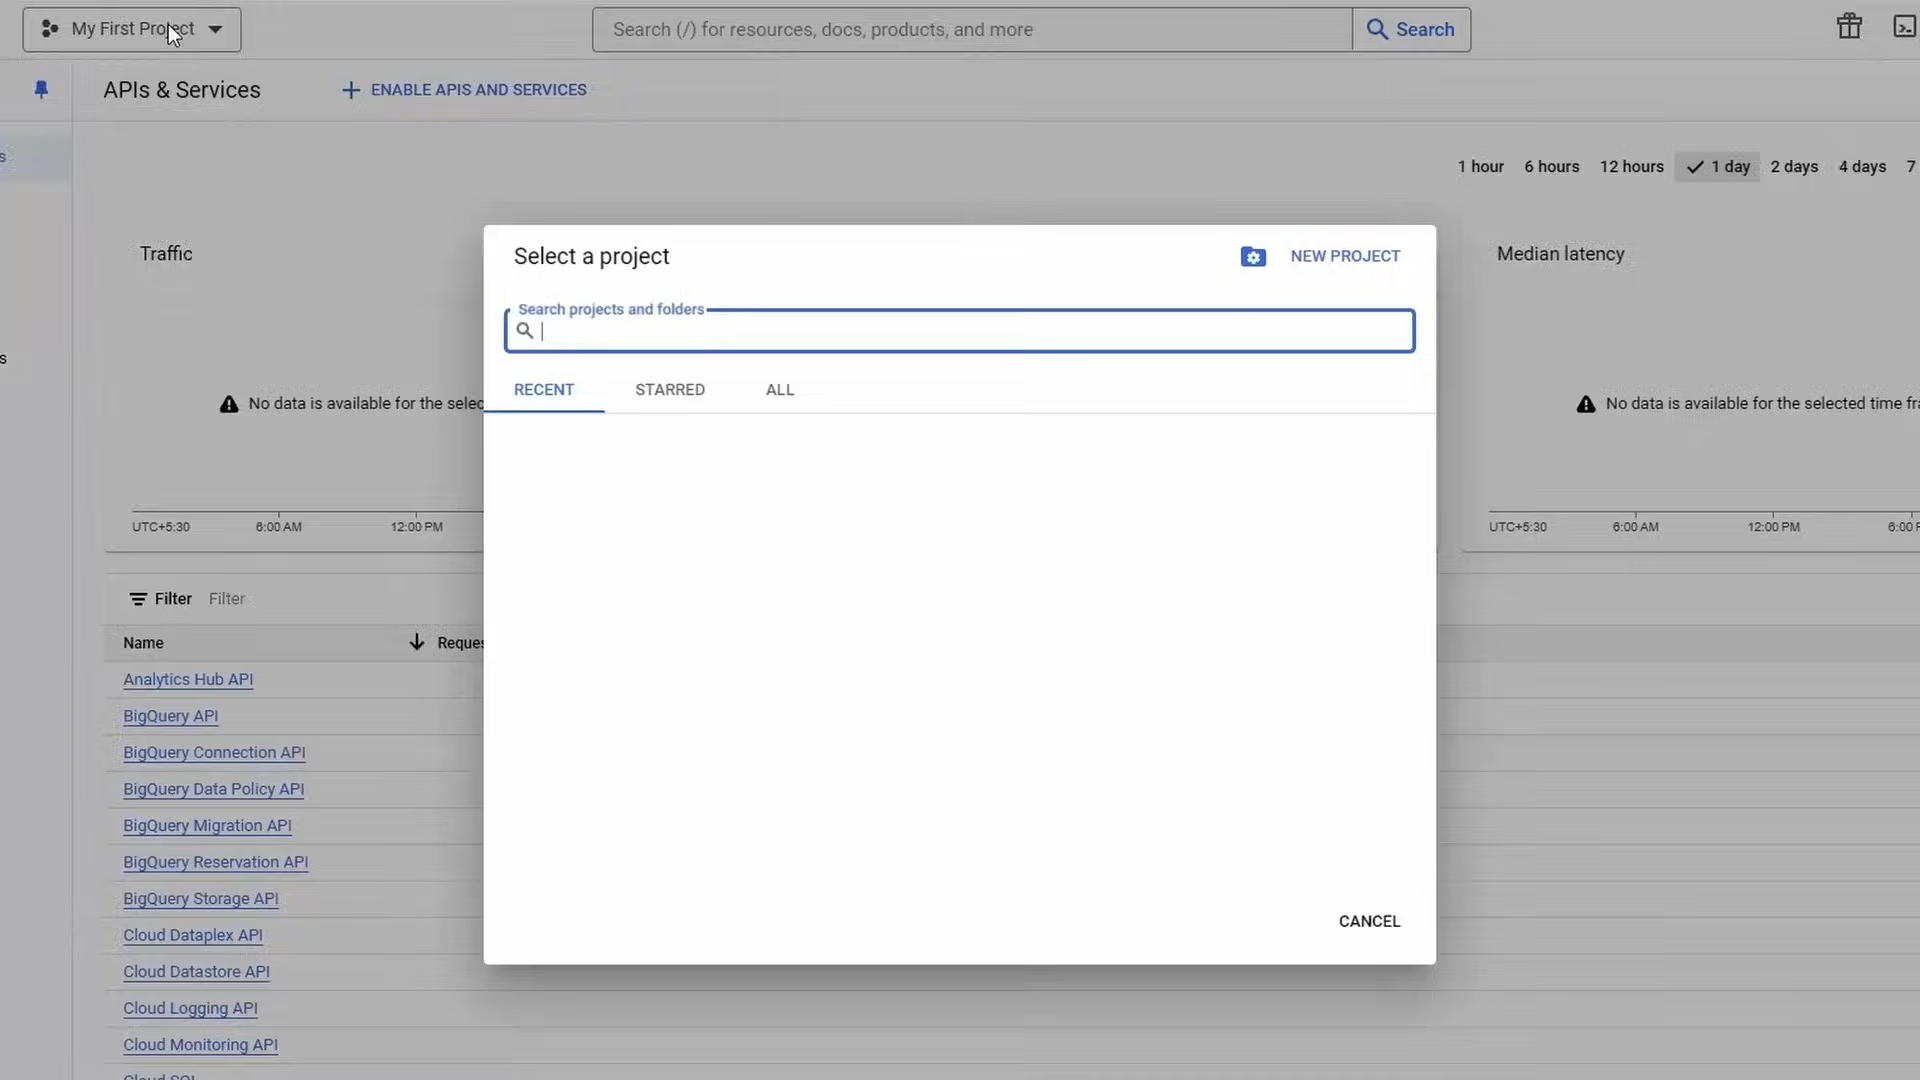 My First Project
Search (/) for resources, docs, products, and more
Search
APIs & Services
ENABLE APIS AND SERVICES
s
1 hour
6 hours
12 hours
1 day
2 days
4 days
7
Traffic
Select a project
NEW PROJECT
Median latency
Search projects and folders
s
RECENT
STARRED
ALL
No data is available for the selec
No data is available for the selected time fra
UTC+5:30
6:00 AM
12:00 PM
UTC+5:30
6:00 AM
12:00 PM
6:00 P
Filter
Filter
Name
Reques
Analytics Hub API
BigQuery API
BigQuery Connection API
BigQuery Data Policy API
BigQuery Migration API
BigQuery Reservation API
BigQuery Storage API
CANCEL
Cloud Dataplex API
Cloud Datastore API
Cloud Logging API
Cloud Monitoring API